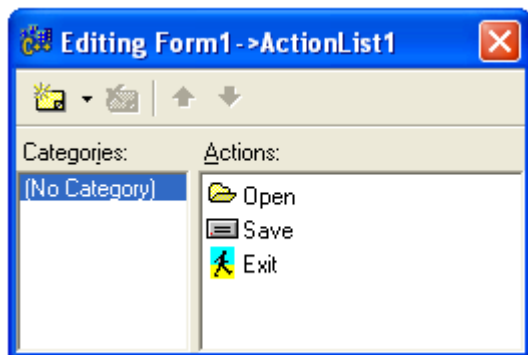 Editing Form1->ActionList1
Categories:
Actions:
(No Category)
Open
Save
Exit